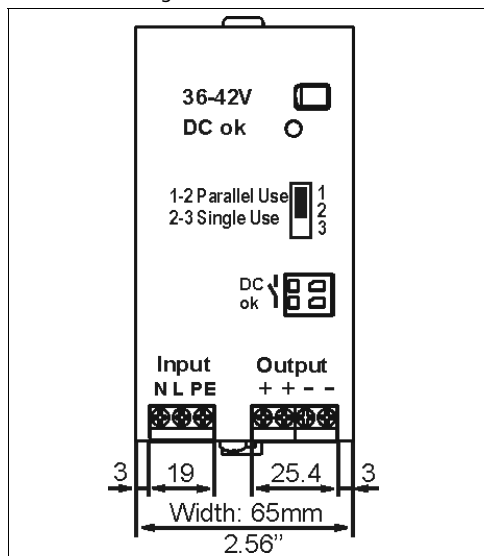 36-42V
DC ok
1-2 Parallel Use
2-3 Single Use
1
2
3
DC
ok
Input
N L PE
Output
+ + - -
3
19
25.4
3
Width: 65mm
2.56"